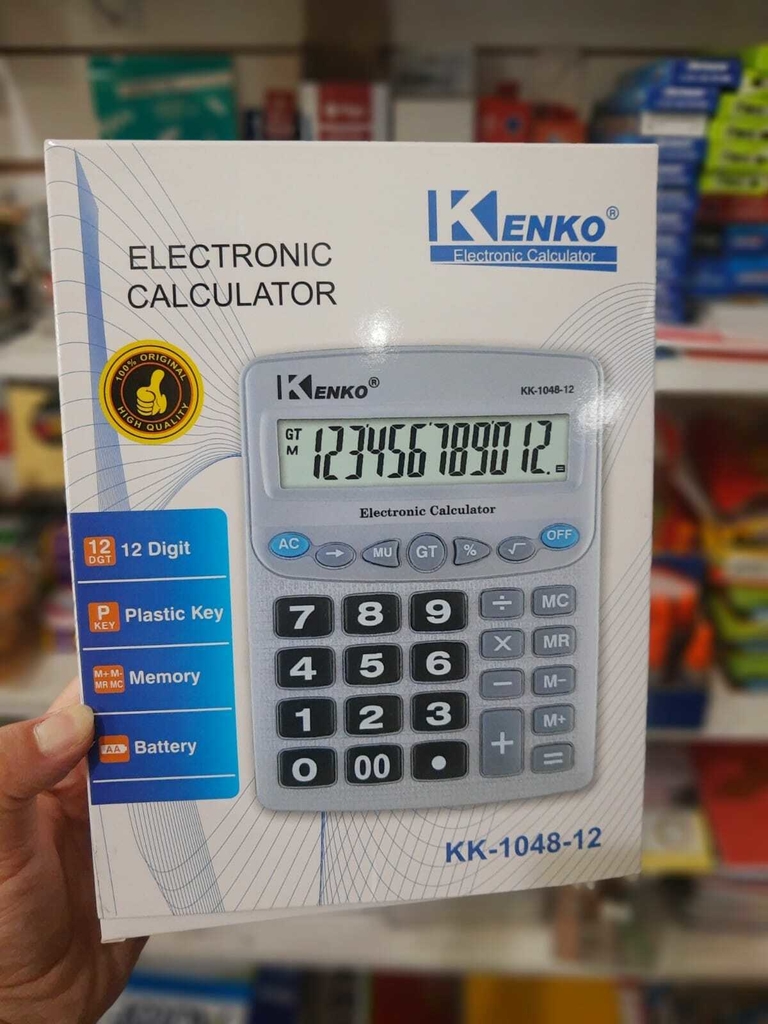 KENKO®
Electronic Calculator
ELECTRONIC
CALCULATOR
100% ORIGINAL
HIGH QUALITY
KENKO®
KK-1048-12
GT
M
123456789012.
=
Electronic Calculator
AC → MU GT % √ OFF
7 8 9 ÷ MC
4 5 6 × MR
1 2 3 − M−
0 00 • + M+
=
12
DGT
12 Digit
P
KEY
Plastic Key
M+ M-
MR MC
Memory
AA
Battery
KK-1048-12